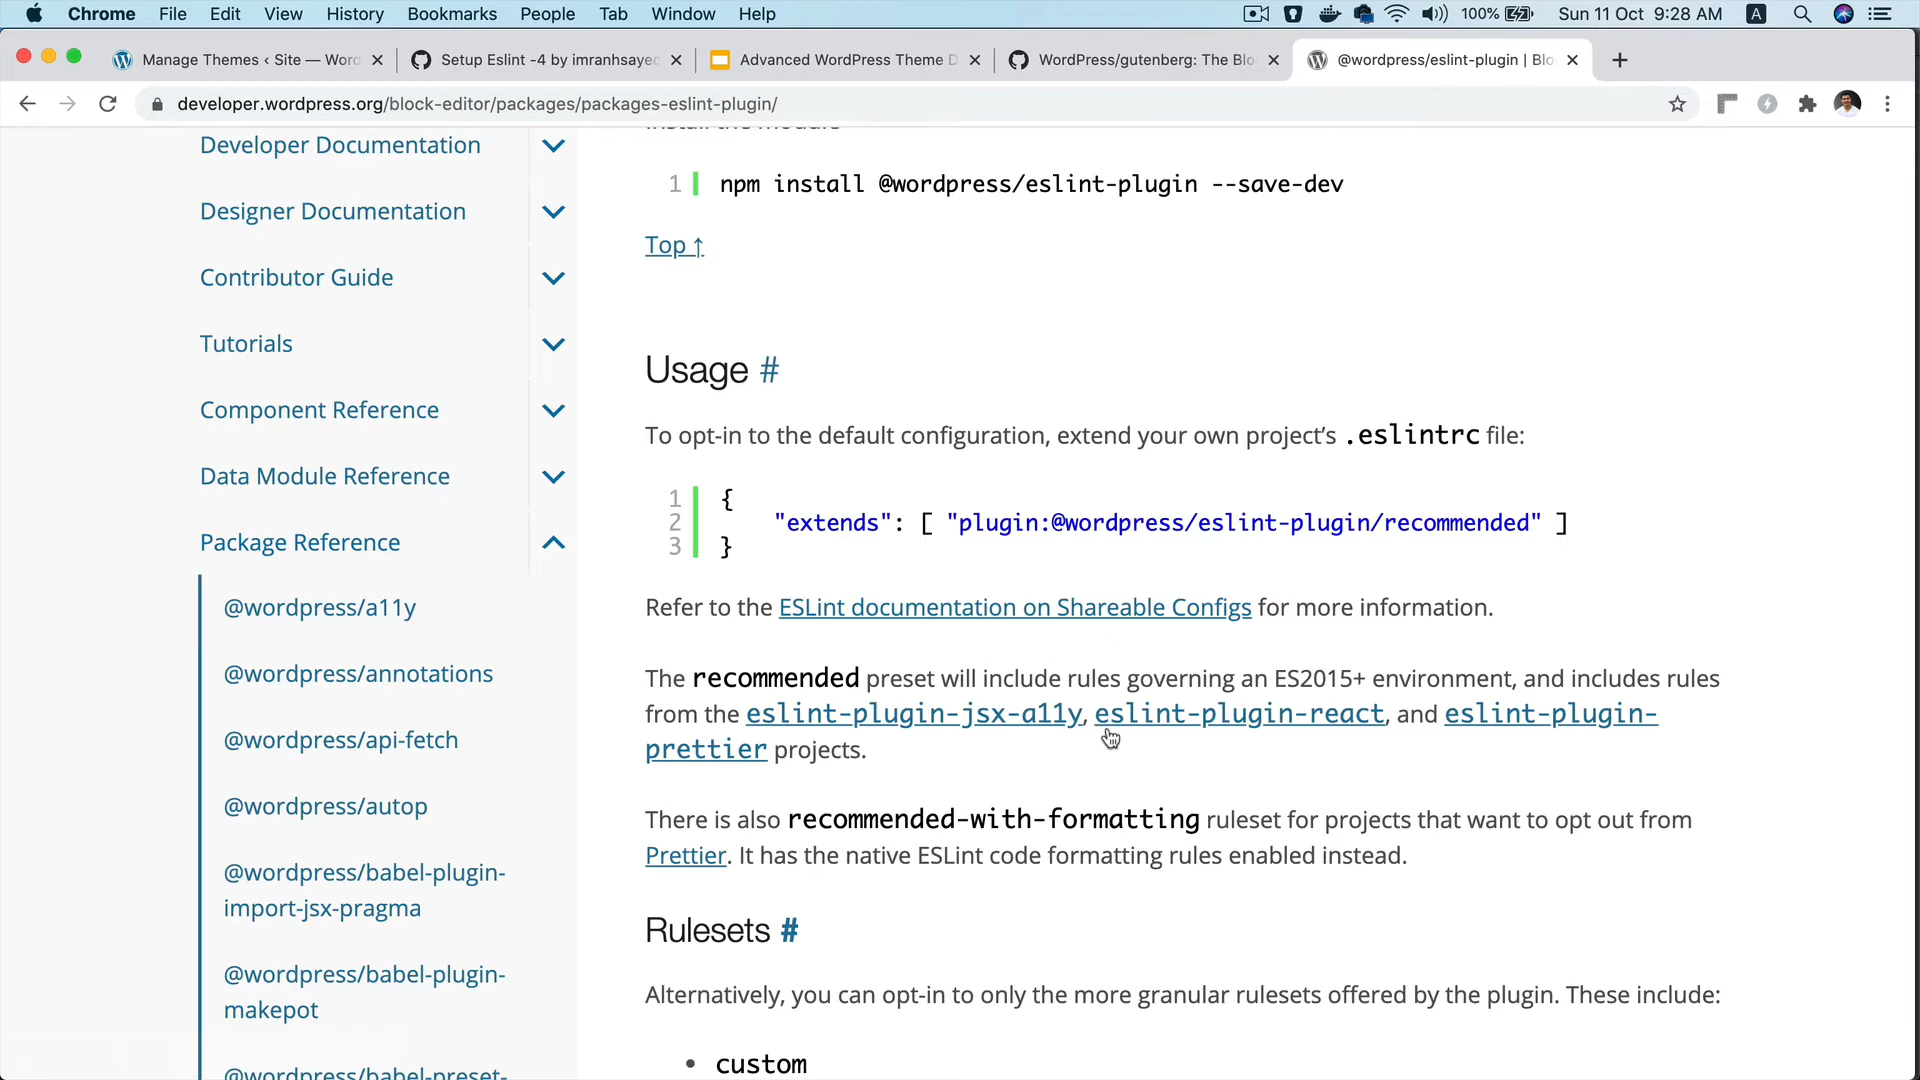 Chrome File Edit View History Bookmarks People Tab Window Help 100% Sun 11 Oct 9:28 AM A
Manage Themes ‹ Site — Wor
Setup Eslint -4 by imranhsayed
Advanced WordPress Theme D
WordPress/gutenberg: The Blo
@wordpress/eslint-plugin | Blo
developer.wordpress.org/block-editor/packages/packages-eslint-plugin/
Developer Documentation
Designer Documentation
Contributor Guide
Tutorials
Component Reference
Data Module Reference
Package Reference
@wordpress/a11y
@wordpress/annotations
@wordpress/api-fetch
@wordpress/autop
@wordpress/babel-plugin-
import-jsx-pragma
@wordpress/babel-plugin-
makepot
@wordpress/babel-preset-
Install the module
1 npm install @wordpress/eslint-plugin --save-dev
Top ↑
Usage #
To opt-in to the default configuration, extend your own project’s .eslintrc file:
1 {
2 "extends": [ "plugin:@wordpress/eslint-plugin/recommended" ]
3 }
Refer to the ESLint documentation on Shareable Configs for more information.
The recommended preset will include rules governing an ES2015+ environment, and includes rules
from the eslint-plugin-jsx-a11y, eslint-plugin-react, and eslint-plugin-
prettier projects.
There is also recommended-with-formatting ruleset for projects that want to opt out from
Prettier. It has the native ESLint code formatting rules enabled instead.
Rulesets #
Alternatively, you can opt-in to only the more granular rulesets offered by the plugin. These include:
• custom